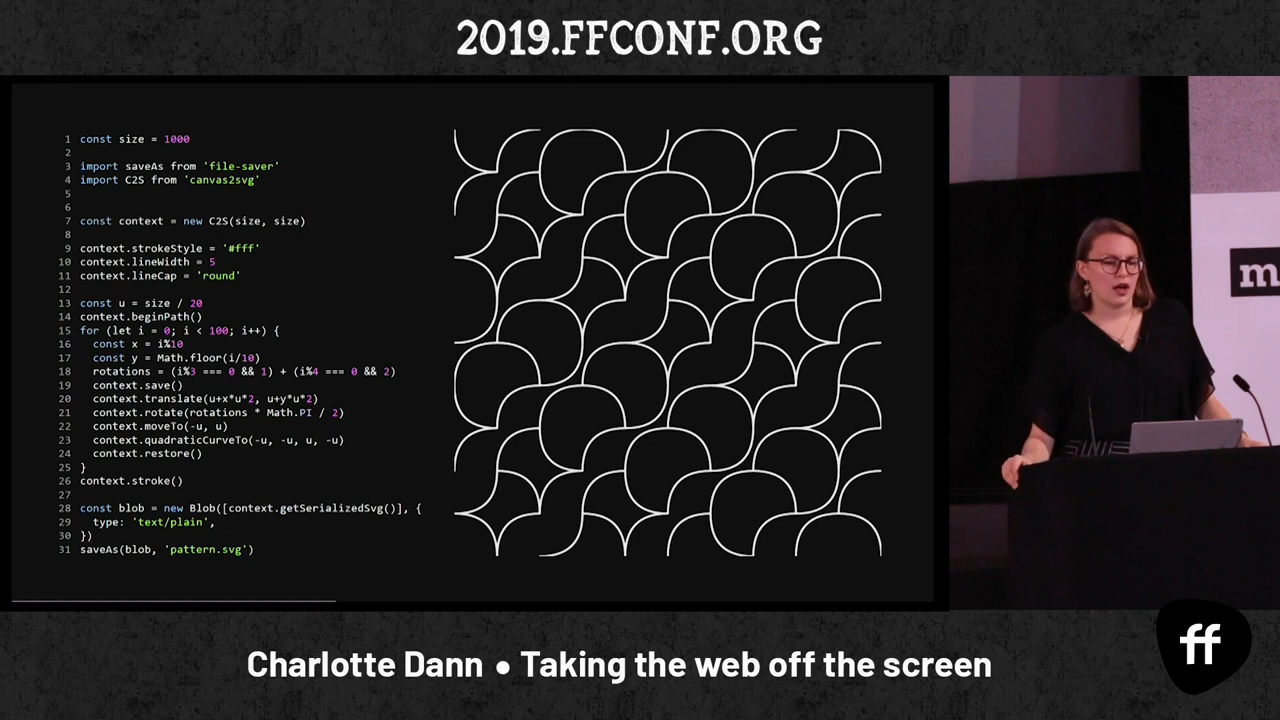 2019.FFCONF.ORG
1 const size = 1000
2
3 import saveAs from 'file-saver'
4 import C2S from 'canvas2svg'
5
6
7 const context = new C2S(size, size)
8
9 context.strokeStyle = '#fff'
10 context.lineWidth = 5
11 context.lineCap = 'round'
12
13 const u = size / 20
14 context.beginPath()
15 for (let i = 0; i < 100; i++) {
16 const x = i%10
17 const y = Math.floor(i/10)
18 rotations = (i%3 === 0 && 1) + (i%4 === 0 && 2)
19 context.save()
20 context.translate(u+x*u*2, u+y*u*2)
21 context.rotate(rotations * Math.PI / 2)
22 context.moveTo(-u, u)
23 context.quadraticCurveTo(-u, -u, u, -u)
24 context.restore()
25 }
26 context.stroke()
27
28 const blob = new Blob([context.getSerializedSvg()], {
29 type: 'text/plain',
30 })
31 saveAs(blob, 'pattern.svg')
m
ff
Charlotte Dann • Taking the web off the screen